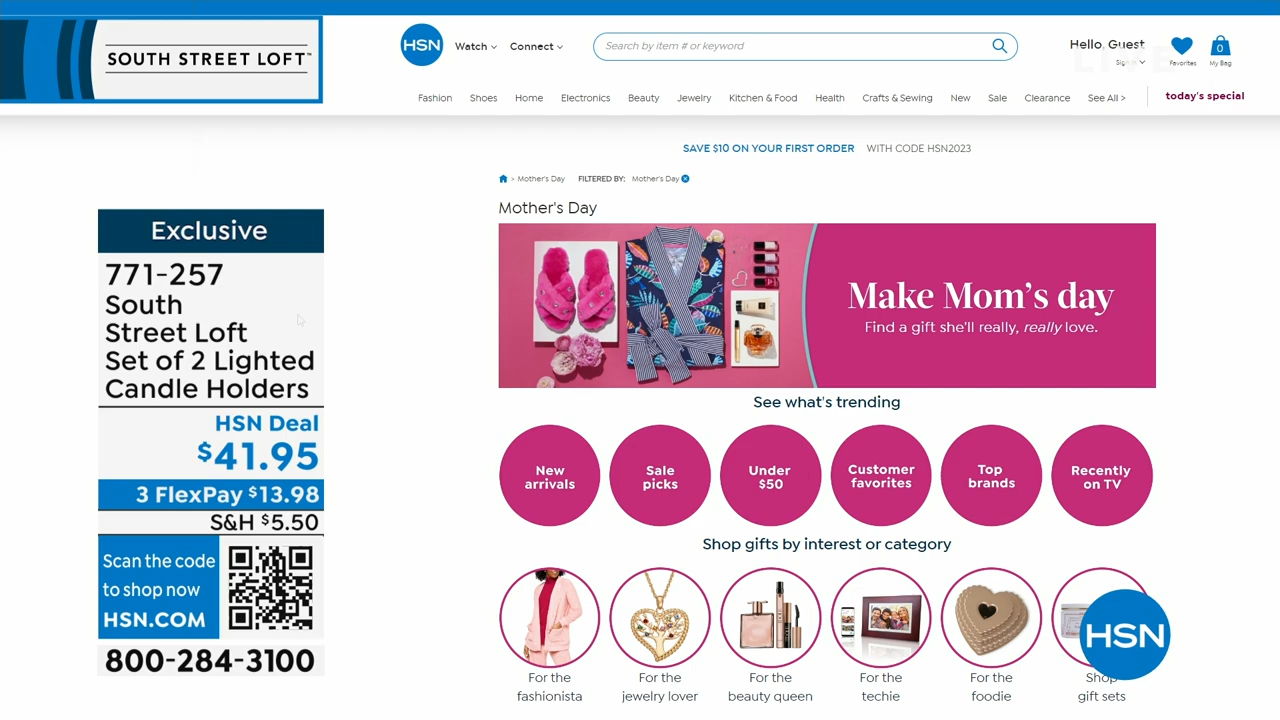 SOUTH STREET LOFT™
HSN
Watch
Connect
Search by item # or keyword
Hello, Guest
Favorites
0
My Bag
Fashion
Shoes
Home
Electronics
Beauty
Jewelry
Kitchen & Food
Health
Crafts & Sewing
New
Sale
Clearance
See All >
today's special
SAVE $10 ON YOUR FIRST ORDER WITH CODE HSN2023
> Mother's Day FILTERED BY: Mother's Day
Mother's Day
Make Mom's day
Find a gift she'll really, really love.
See what's trending
New
arrivals
Sale
picks
Under
$50
Customer
favorites
Top
brands
Recently
on TV
Shop gifts by interest or category
For the
fashionista
For the
jewelry lover
For the
beauty queen
For the
techie
For the
foodie
Shop
gift sets
HSN
Exclusive
771-257
South
Street Loft
Set of 2 Lighted
Candle Holders
HSN Deal
$41.95
3 FlexPay $13.98
S&H $5.50
Scan the code
to shop now
HSN.COM
800-284-3100